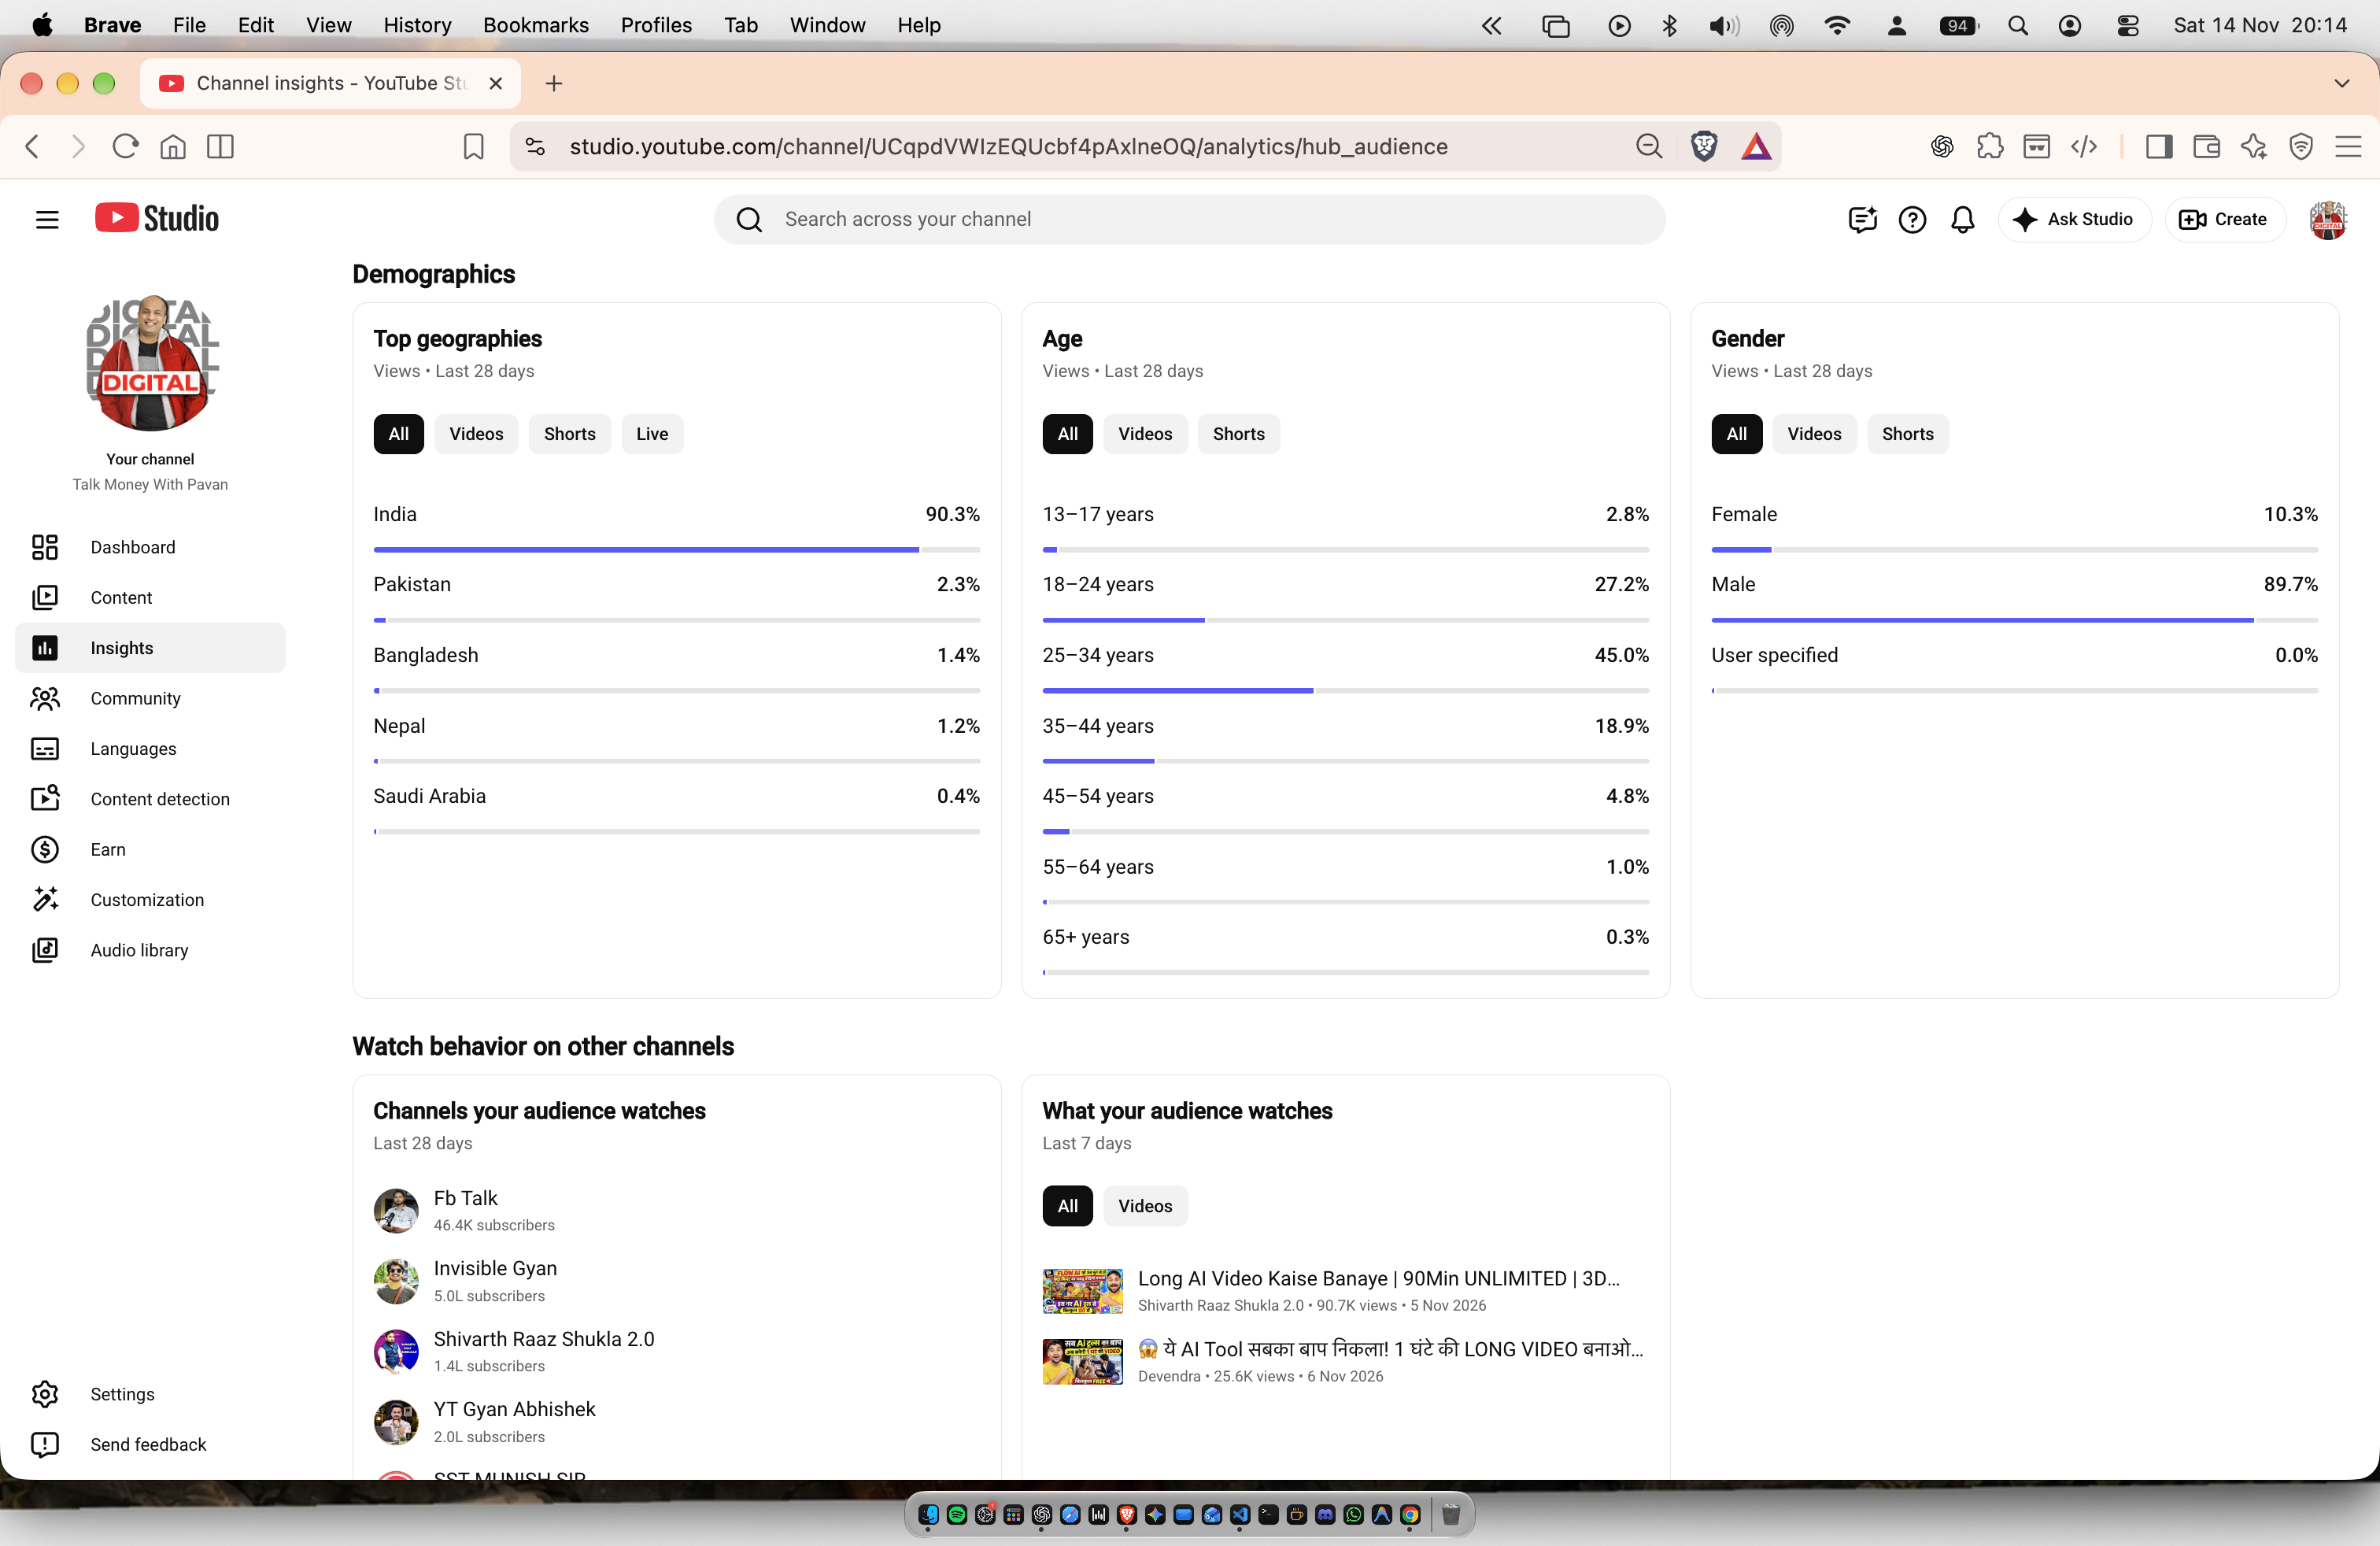 Brave File Edit View History Bookmarks Profiles Tab Window Help
94
Sat 14 Nov 20:14
Channel insights - YouTube Stu
studio.youtube.com/channel/UCqpdVWIzEQUcbf4pAxIneOQ/analytics/hub_audience
Studio
Search across your channel
Ask Studio
Create
DIGITAL
Your channel
Talk Money With Pavan
Dashboard
Content
Insights
Community
Languages
Content detection
Earn
Customization
Audio library
Settings
Send feedback
Demographics
Top geographies
Views • Last 28 days
All Videos Shorts Live
India 90.3%
Pakistan 2.3%
Bangladesh 1.4%
Nepal 1.2%
Saudi Arabia 0.4%
Age
Views • Last 28 days
All Videos Shorts
13–17 years 2.8%
18–24 years 27.2%
25–34 years 45.0%
35–44 years 18.9%
45–54 years 4.8%
55–64 years 1.0%
65+ years 0.3%
Gender
Views • Last 28 days
All Videos Shorts
Female 10.3%
Male 89.7%
User specified 0.0%
Watch behavior on other channels
Channels your audience watches
Last 28 days
Fb Talk
46.4K subscribers
Invisible Gyan
5.0L subscribers
Shivarth Raaz Shukla 2.0
1.4L subscribers
YT Gyan Abhishek
2.0L subscribers
SST MUNISH SIR
What your audience watches
Last 7 days
All Videos
Long AI Video Kaise Banaye | 90Min UNLIMITED | 3D...
Shivarth Raaz Shukla 2.0 • 90.7K views • 5 Nov 2026
😱 ये AI Tool सबका बाप निकला! 1 घंटे की LONG VIDEO बनाओ...
Devendra • 25.6K views • 6 Nov 2026